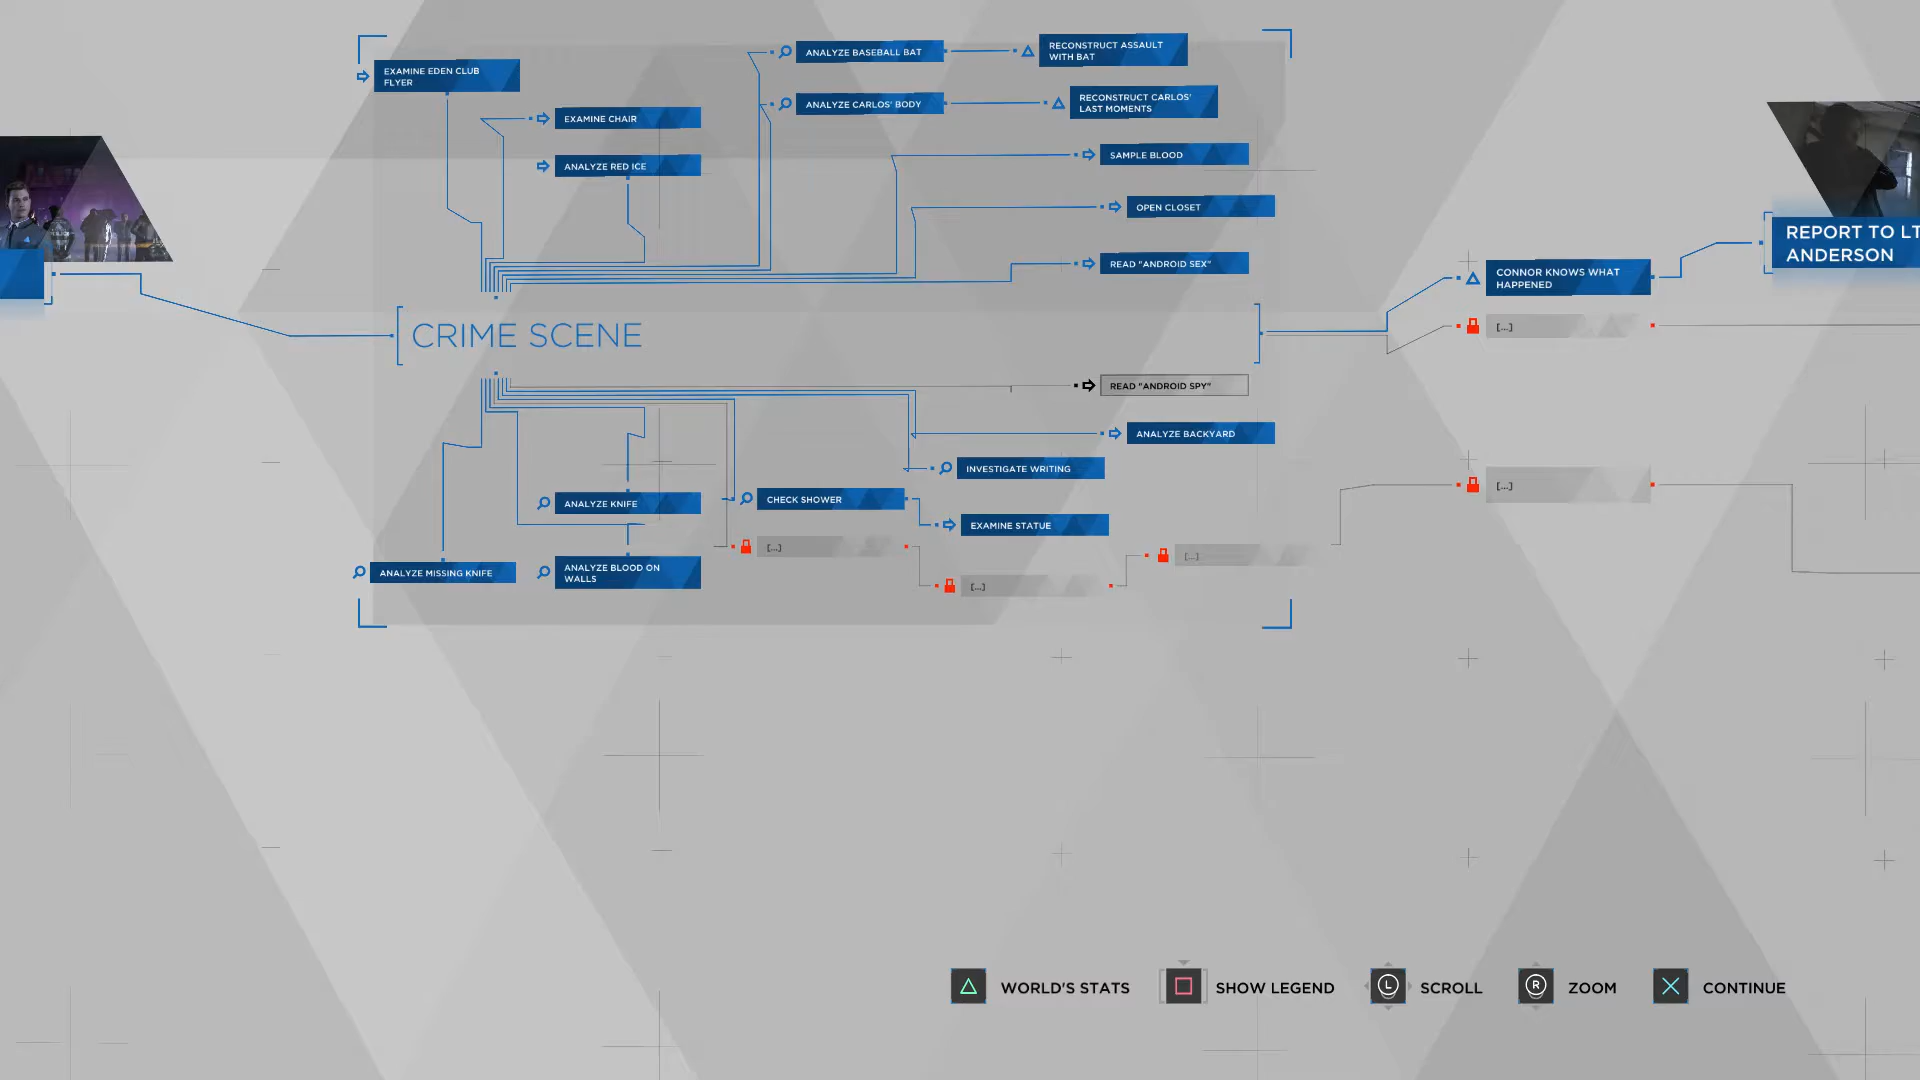 EXAMINE EDEN CLUB
FLYER
EXAMINE CHAIR
ANALYZE RED ICE
ANALYZE BASEBALL BAT
RECONSTRUCT ASSAULT
WITH BAT
ANALYZE CARLOS' BODY
RECONSTRUCT CARLOS'
LAST MOMENTS
SAMPLE BLOOD
OPEN CLOSET
READ "ANDROID SEX"
CRIME SCENE
CONNOR KNOWS WHAT
HAPPENED
REPORT TO LT
ANDERSON
[...]
READ "ANDROID SPY"
ANALYZE BACKYARD
INVESTIGATE WRITING
[...]
ANALYZE KNIFE
CHECK SHOWER
EXAMINE STATUE
[...]
[...]
ANALYZE MISSING KNIFE
ANALYZE BLOOD ON
WALLS
[...]
WORLD'S STATS
SHOW LEGEND
L
SCROLL
R
ZOOM
CONTINUE